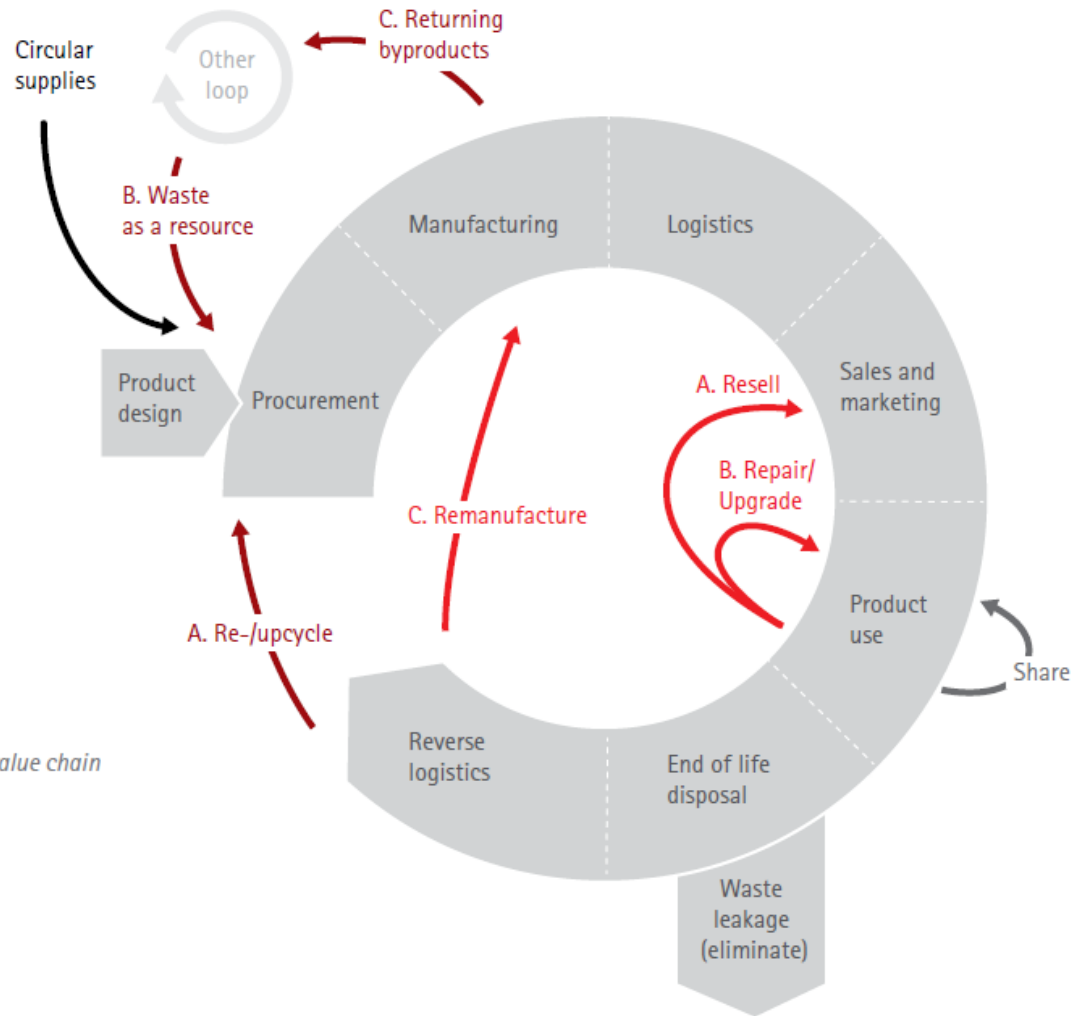 C. Returning
byproducts
Circular
supplies
Other
loop
B. Waste
as a resource
Manufacturing
Logistics
Product
design
Procurement
Sales and
marketing
A. Resell
B. Repair/
Upgrade
C. Remanufacture
Product
use
Share
A. Re-/upcycle
Reverse
logistics
End of life
disposal
alue chain
Waste
leakage
(eliminate)